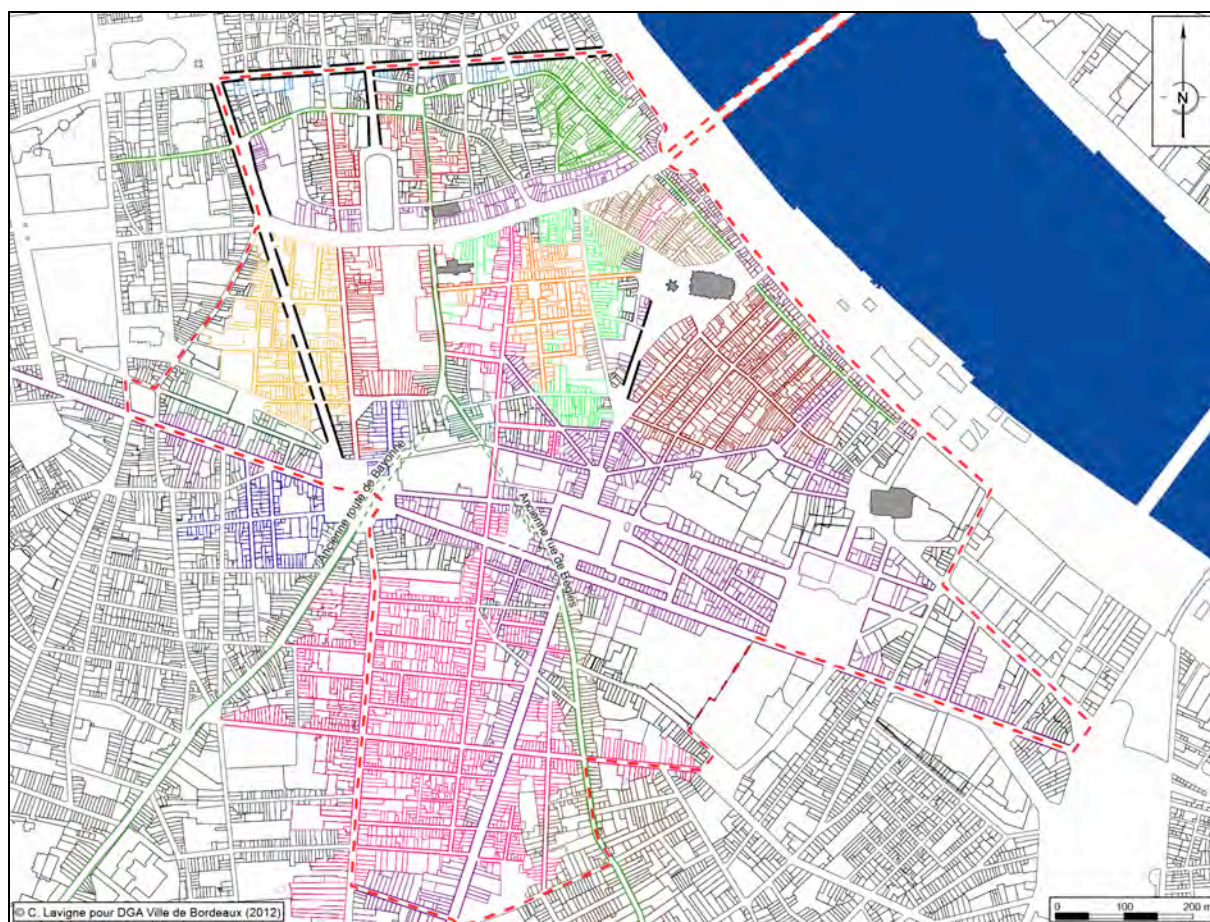 N
Ancienne route de Bayonne
Ancienne rue de Bègles
© C. Lavigne pour DGA Ville de Bordeaux (2012)
0 100 200 m